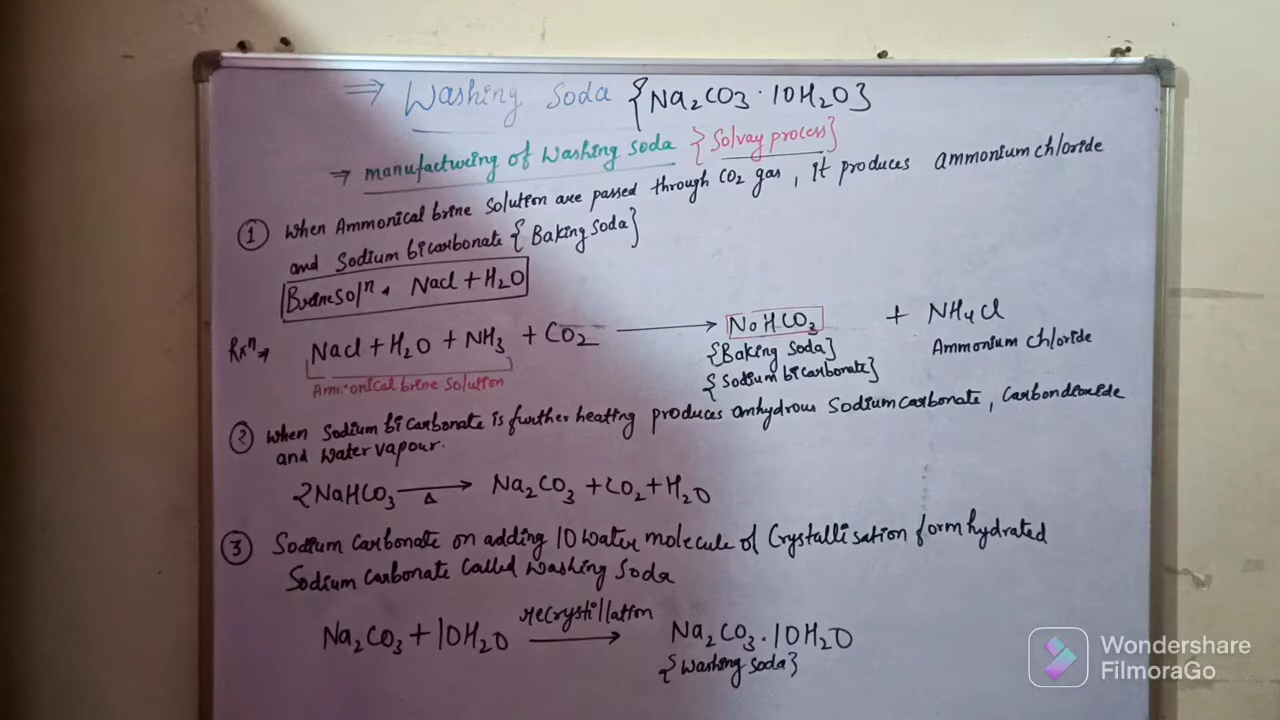 ⇒ Washing Soda {Na₂CO₃·10H₂O}
⇒ manufacturing of Washing soda {Solvay process}
① When Ammonical brine solution are passed through CO₂ gas, it produces ammonium chloride
and Sodium bicarbonate {Baking Soda}
Brine Solⁿ. NaCl + H₂O
Rxⁿ⇒ NaCl + H₂O + NH₃ + CO₂ ⟶ NaHCO₃ + NH₄Cl
Ammonical brine solution
{Baking Soda}
{Sodium bicarbonate}
Ammonium chloride
② When Sodium bicarbonate is further heating produces anhydrous Sodium carbonate, Carbondioxide
and water vapour.
2NaHCO₃ ⟶ Na₂CO₃ + CO₂ + H₂O
Δ
③ Sodium Carbonate on adding 10 water molecule of Crystallisation form hydrated
Sodium Carbonate called Washing Soda
Na₂CO₃ + 10H₂O recrystillation ⟶ Na₂CO₃·10H₂O
{Washing Soda}
Wondershare
FilmoraGo